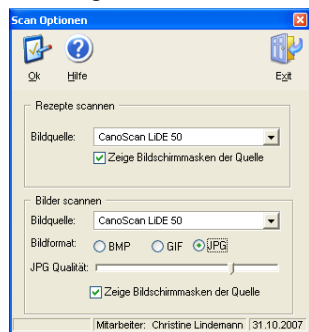 Scan Optionen
Ok Hilfe Exit
Rezepte scannen
Bildquelle: CanoScan LiDE 50
Zeige Bildschirmmasken der Quelle
Bilder scannen
Bildquelle: CanoScan LiDE 50
Bildformat: BMP GIF JPG
JPG Qualität:
Zeige Bildschirmmasken der Quelle
Mitarbeiter: Christine Lindemann 31.10.2007